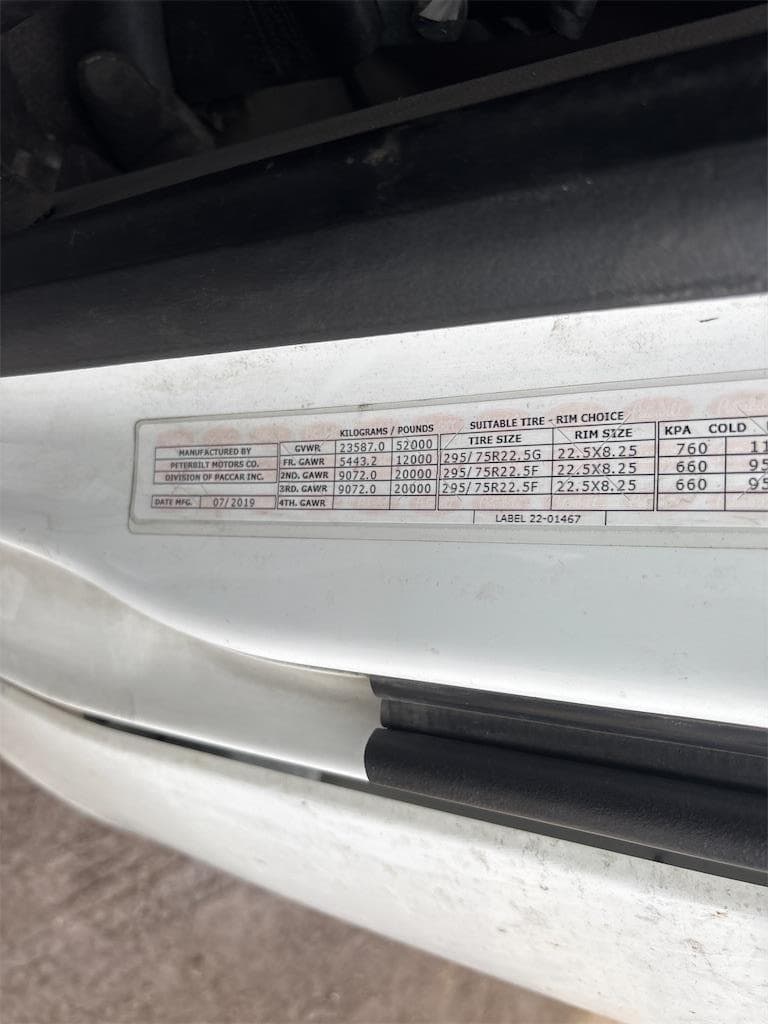 KILOGRAMS / POUNDS SUITABLE TIRE - RIM CHOICE
MANUFACTURED BY GVWR 23587.0 52000 TIRE SIZE RIM SIZE KPA COLD
PETERBILT MOTORS CO. FR. GAWR 5443.2 12000 295/75R22.5G 22.5X8.25 760
DIVISION OF PACCAR INC. 2ND. GAWR 9072.0 20000 295/75R22.5F 22.5X8.25 660
3RD. GAWR 9072.0 20000 295/75R22.5F 22.5X8.25 660
DATE MFG. 07/2019 4TH. GAWR
LABEL 22-01467